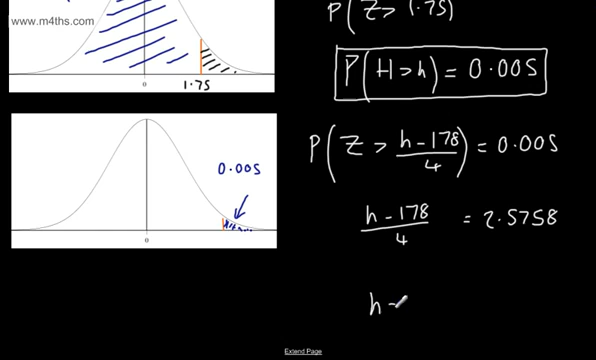 www.m4ths.com
P(Z > 1.75)
0
1.75
P(H > h) = 0.005
P(Z > h - 178 / 4) = 0.005
0.005
0
h - 178 / 4 = 2.5758
h -
Extend Page